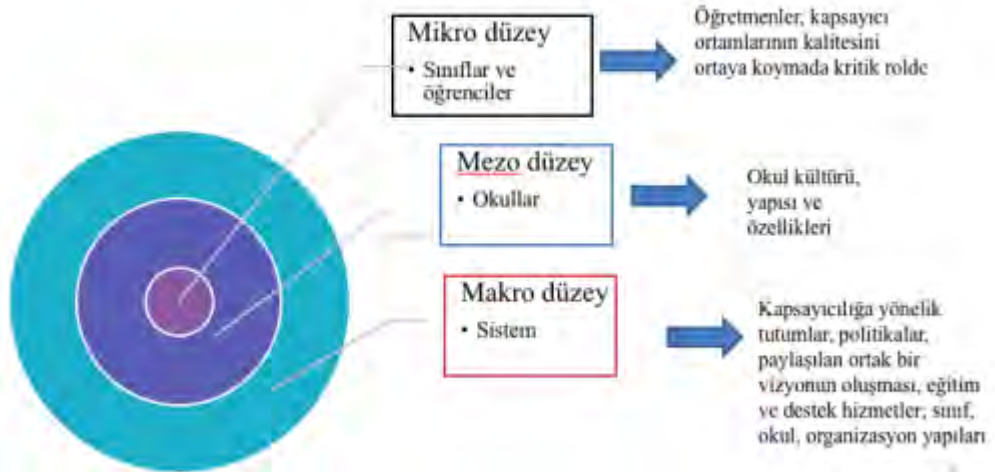 Mikro düzey
• Sınıflar ve
öğrenciler
Öğretmenler, kapsayıcı
ortamlarının kalitesini
ortaya koymada kritik rolde
Mezo düzey
• Okullar
Okul kültürü,
yapısı ve
özellikleri
Makro düzey
• Sistem
Kapsayıcılığa yönelik
tutumlar, politikalar,
paylaşılan ortak bir
vizyonun oluşması, eğitim
ve destek hizmetler; sınıf,
okul, organizasyon yapıları